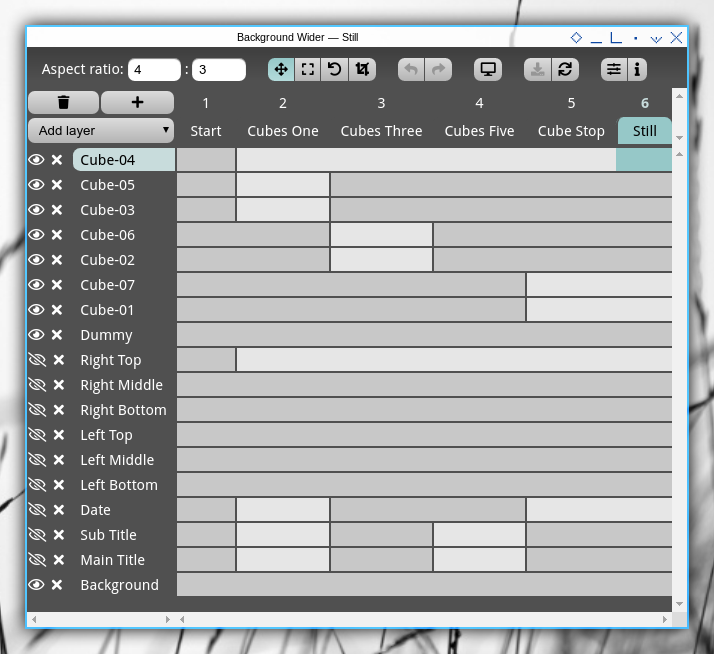 Background Wider — Still
Aspect ratio: 4 : 3
1 2 3 4 5 6
Add layer Start Cubes One Cubes Three Cubes Five Cube Stop Still
Cube-04
Cube-05
Cube-03
Cube-06
Cube-02
Cube-07
Cube-01
Dummy
Right Top
Right Middle
Right Bottom
Left Top
Left Middle
Left Bottom
Date
Sub Title
Main Title
Background